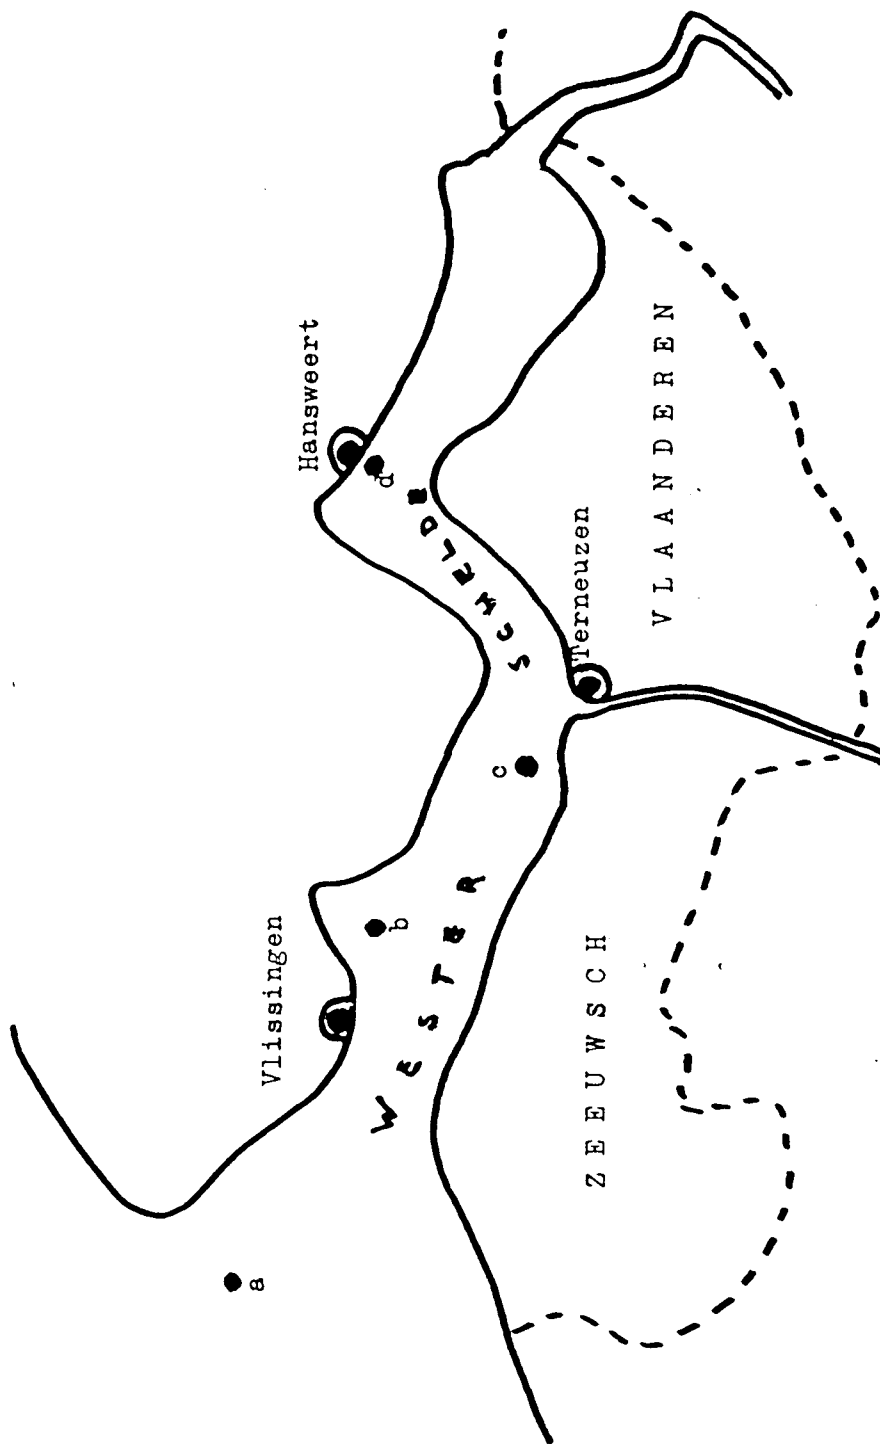 Hansweert
d
Vlissingen
b
WESTER
SCHELDE
c
Terneuzen
a
ZEEUWSCH
VLAANDEREN